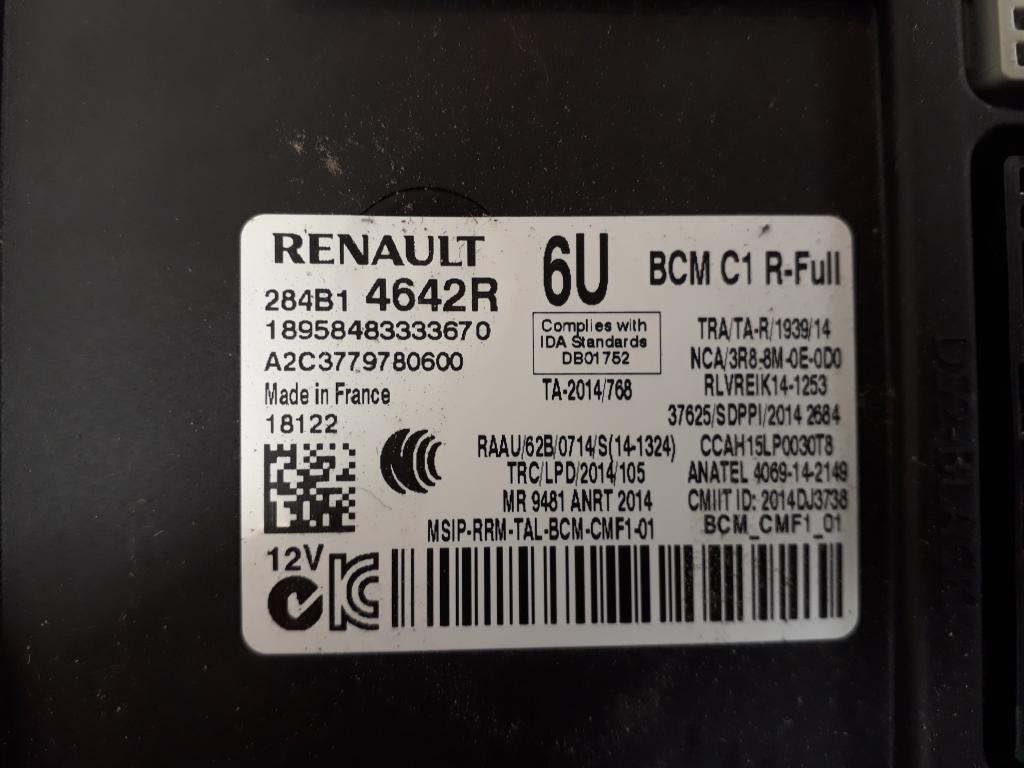 RENAULT
284B1 4642R
18958483333670
A2C3779780600
Made in France
18122
12V
6U
Complies with
IDA Standards
DB01752
TA-2014/768
RAAU/62B/0714/S(14-1324)
TRC/LPD/2014/105
MR 9481 ANRT 2014
MSIP-RRM-TAL-BCM-CMF1-01
BCM C1 R-Full
TRA/TA-R/1939/14
NCA/3R8-8M-0E-0D0
RLVREIK14-1253
37625/SDPPI/2014 2684
CCAH15LP0030T8
ANATEL 4069-14-2149
CMIIT ID: 2014DJ3738
BCM_CMF1_01